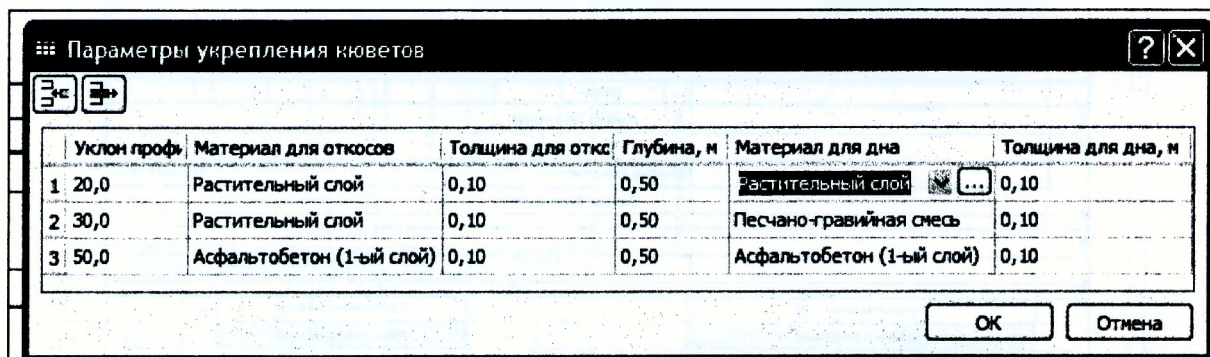 Параметры укрепления кюветов
Уклон профи Материал для откосов Толщина для откс Глубина, м Материал для дна Толщина для дна, м
1 20,0 Растительный слой 0,10 0,50 Растительный слой ... 0,10
2 30,0 Растительный слой 0,10 0,50 Песчано-гравийная смесь 0,10
3 50,0 Асфальтобетон (1-ый слой) 0,10 0,50 Асфальтобетон (1-ый слой) 0,10
ОК Отмена